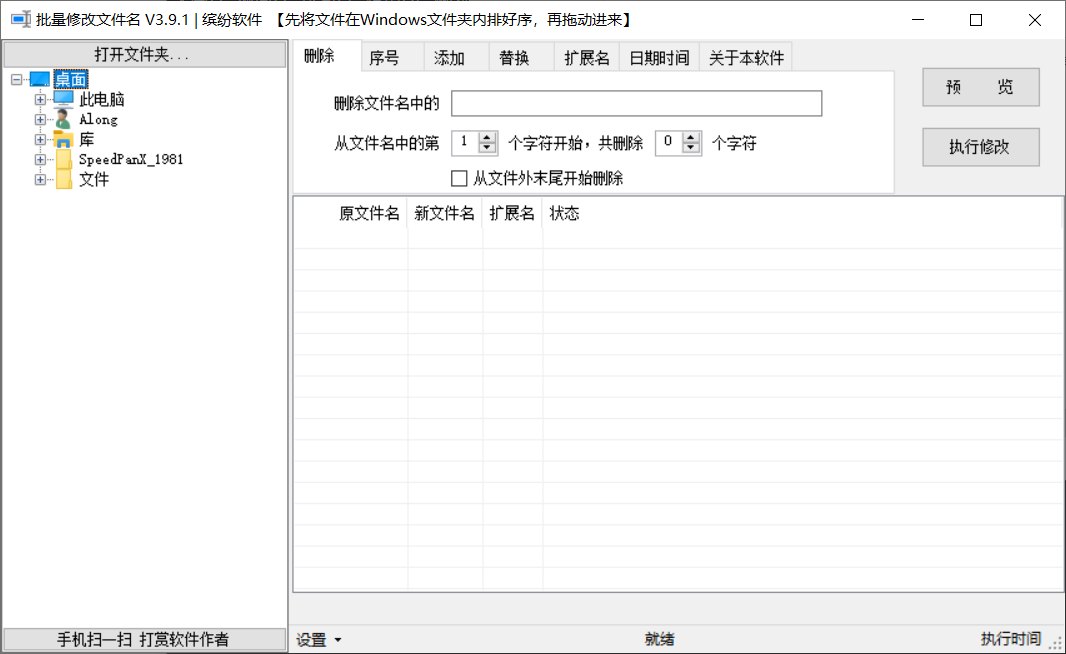 批量修改文件名 V3.9.1 | 缤纷软件 【先将文件在Windows文件夹内排好序，再拖动进来】
打开文件夹...
桌面
此电脑
Along
库
SpeedPanX_1981
文件
手机扫一扫 打赏软件作者
删除 序号 添加 替换 扩展名 日期时间 关于本软件
删除文件名中的
从文件名中的第 1 个字符开始，共删除 0 个字符
从文件外末尾开始删除
预 览
执行修改
原文件名 新文件名 扩展名 状态
设置 就绪 执行时间